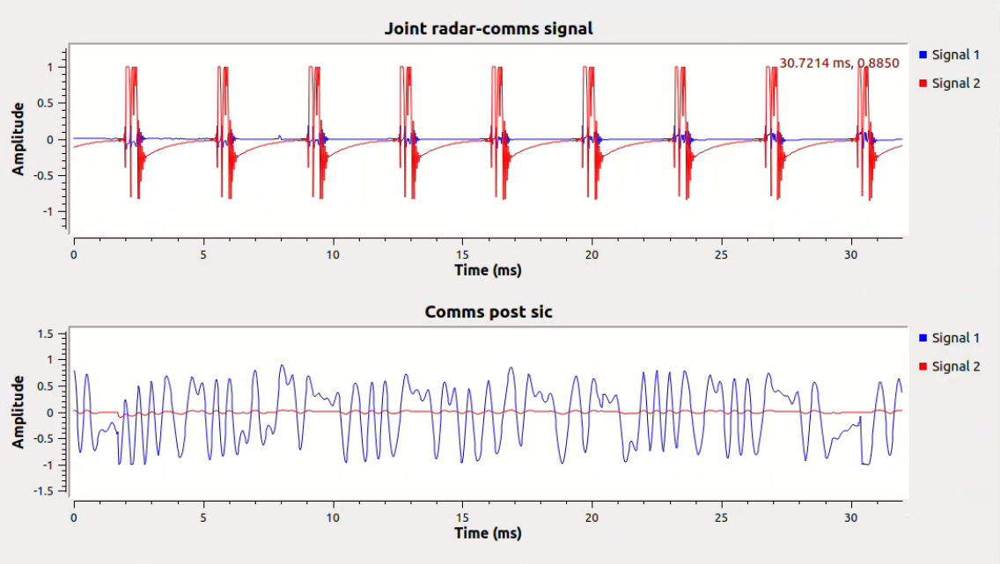 Joint radar-comms signal
30.7214 ms, 0.8850
Signal 1
Signal 2
Amplitude
1
0.5
0
-0.5
-1
0 5 10 15 20 25 30
Time (ms)
Comms post sic
Signal 1
Signal 2
Amplitude
1.5
1
0.5
0
-0.5
-1
-1.5
0 5 10 15 20 25 30
Time (ms)